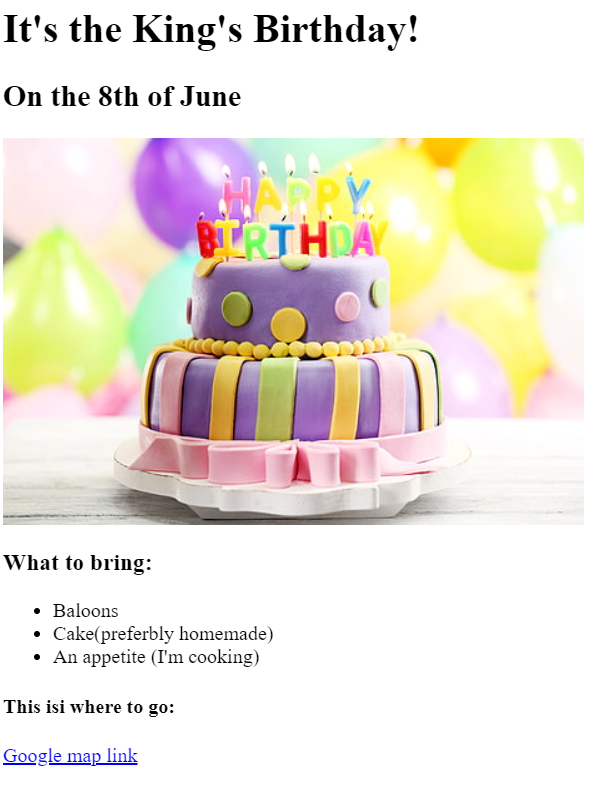 It's the King's Birthday!
On the 8th of June
HAPPY
BIRTHDAY
What to bring:
Baloons
Cake(preferbly homemade)
An appetite (I'm cooking)
This isi where to go:
Google map link